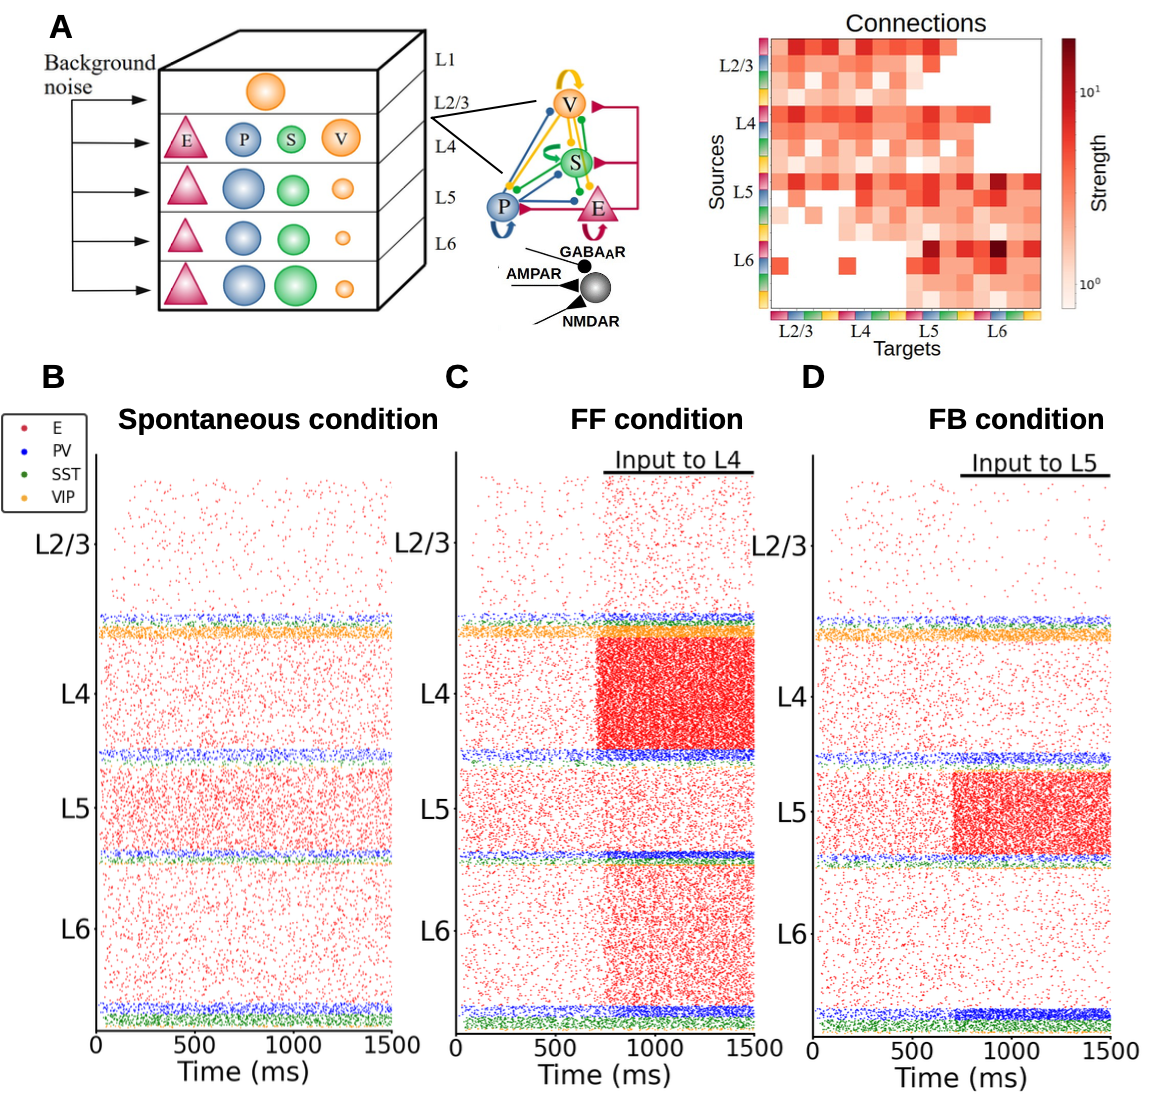 A
Background
noise
L1
L2/3
L4
L5
L6
E
P
S
V
V
S
P
E
GABAAR
AMPAR
NMDAR
Connections
Sources
L2/3
L4
L5
L6
L2/3
L4
L5
L6
Targets
10¹
10⁰
Strength
B
C
D
Spontaneous condition
FF condition
FB condition
E
PV
SST
VIP
Input to L4
Input to L5
L2/3
L4
L5
L6
0
500
1000
1500
Time (ms)
L2/3
L4
L5
L6
0
500
1000
1500
Time (ms)
L2/3
L4
L5
L6
0
500
1000
1500
Time (ms)